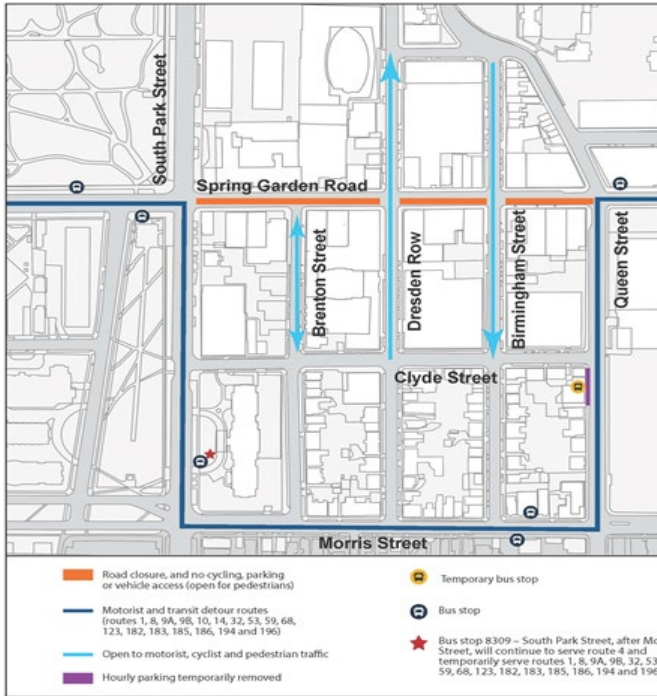 South Park Street
Spring Garden Road
Brenton Street
Dresden Row
Birmingham Street
Queen Street
Clyde Street
Morris Street
Road closure, and no-cycling, parking
or vehicle access (open for pedestrians)
Motorist and transit detour routes
(routes 1, 8, 9A, 9B, 10, 14, 32, 53, 59, 68,
123, 182, 183, 185, 186, 194 and 196)
Open to motorist, cyclist and pedestrian traffic
Hourly parking temporarily removed
Temporary bus stop
Bus stop
Bus stop 8309 – South Park Street, after Mo
Street, will continue to serve route 4 and
temporarily serve routes 1, 8, 9A, 9B, 32, 53
59, 68, 123, 182, 183, 185, 186, 194 and 196